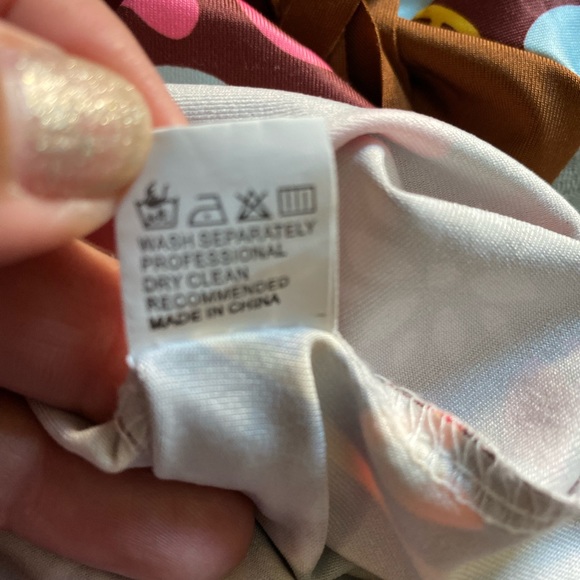 WASH SEPARATELY
PROFESSIONAL
DRY CLEAN
RECOMMENDED
MADE IN CHINA